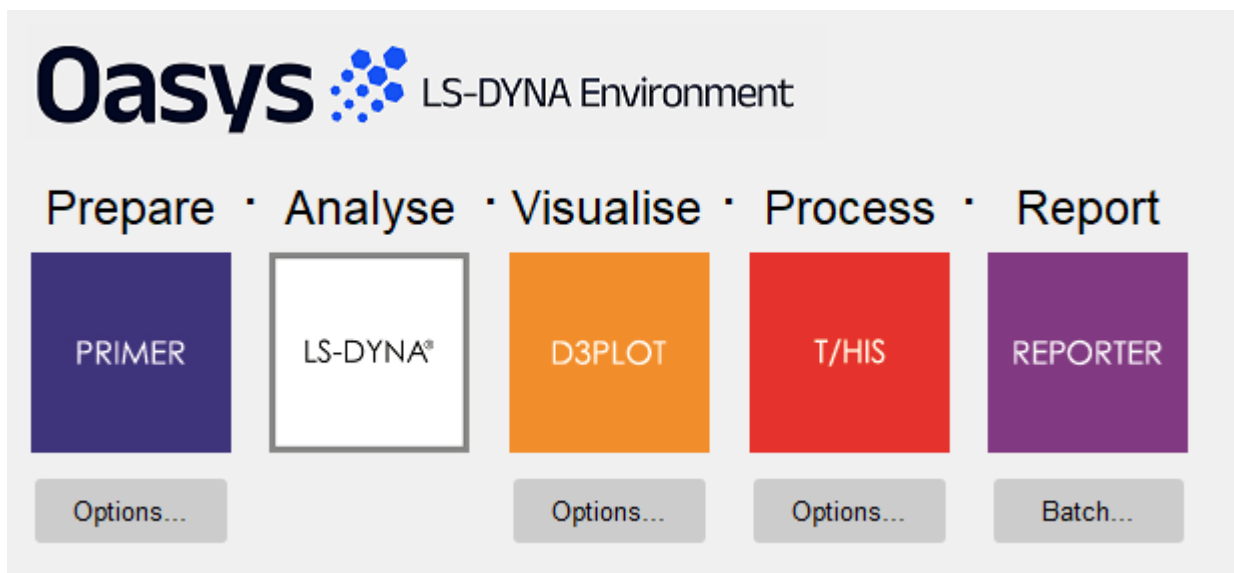 Oasys LS-DYNA Environment
Prepare · Analyse · Visualise · Process · Report
PRIMER LS-DYNA® D3PLOT T/HIS REPORTER
Options... Options... Options... Batch...